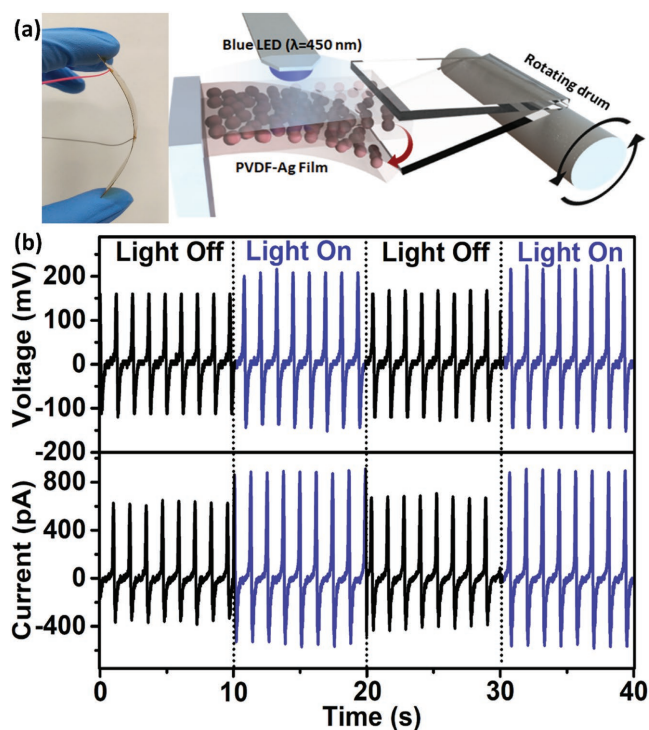 (a)
Blue LED (λ=450 nm)
Rotating drum
PVDF-Ag Film
(b)
Light Off
Light On
Light Off
Light On
Voltage (mV)
200
100
0
-100
-200
Current (pA)
800
400
0
-400
0
10
20
30
40
Time (s)